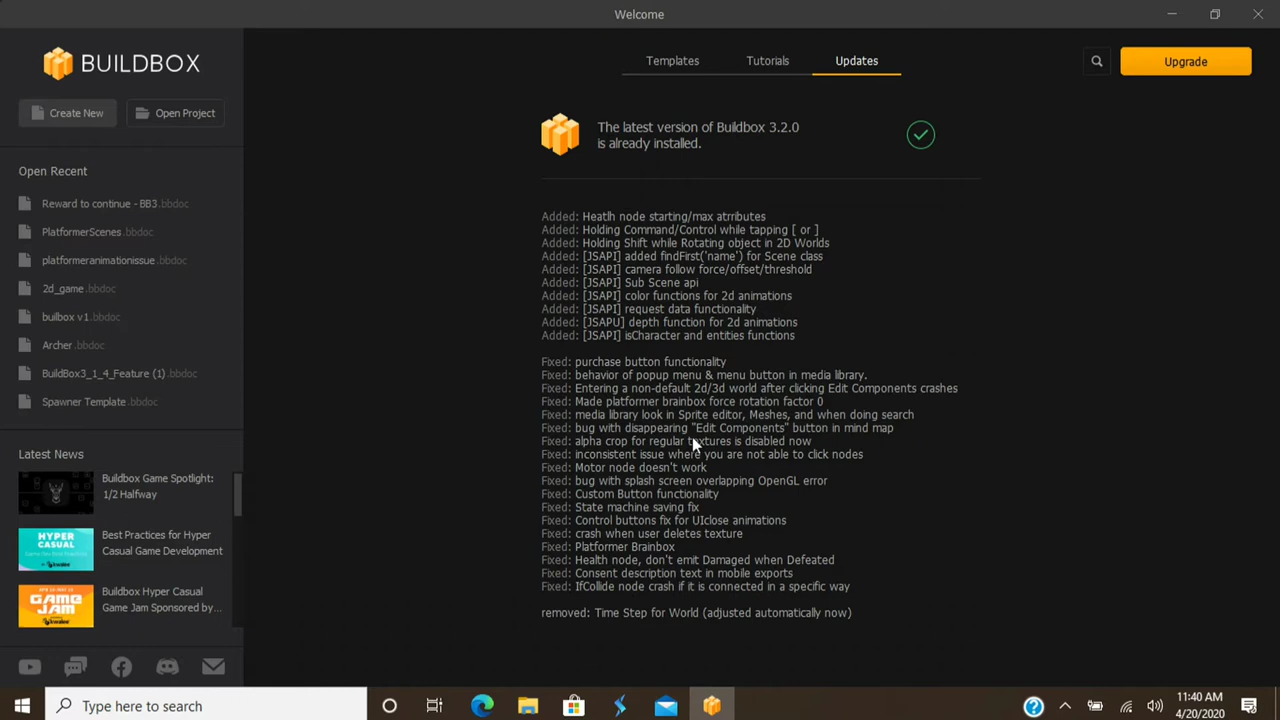 Welcome
BUILDBOX
Create New
Open Project
Open Recent
Reward to continue - BB3.bbdoc
PlatformerScenes.bbdoc
platformeranimationissue.bbdoc
2d_game.bbdoc
builbox v1.bbdoc
Archer.bbdoc
BuildBox3_1_4_Feature (1).bbdoc
Spawner Template.bbdoc
Latest News
Buildbox Game Spotlight:
1/2 Halfway
HYPER
CASUAL
Best Practices for Hyper
Casual Game Development
GAME
JAM
Buildbox Hyper Casual
Game Jam Sponsored by...
Templates
Tutorials
Updates
Upgrade
The latest version of Buildbox 3.2.0
is already installed.
Added: Heatlh node starting/max atrributes
Added: Holding Command/Control while tapping [ or ]
Added: Holding Shift while Rotating object in 2D Worlds
Added: [JSAPI] added findFirst('name') for Scene class
Added: [JSAPI] camera follow force/offset/threshold
Added: [JSAPI] Sub Scene api
Added: [JSAPI] color functions for 2d animations
Added: [JSAPI] request data functionality
Added: [JSAPU] depth function for 2d animations
Added: [JSAPI] isCharacter and entities functions
Fixed: purchase button functionality
Fixed: behavior of popup menu & menu button in media library.
Fixed: Entering a non-default 2d/3d world after clicking Edit Components crashes
Fixed: Made platformer brainbox force rotation factor 0
Fixed: media library look in Sprite editor, Meshes, and when doing search
Fixed: bug with disappearing "Edit Components" button in mind map
Fixed: alpha crop for regular textures is disabled now
Fixed: inconsistent issue where you are not able to click nodes
Fixed: Motor node doesn't work
Fixed: bug with splash screen overlapping OpenGL error
Fixed: Custom Button functionality
Fixed: State machine saving fix
Fixed: Control buttons fix for UIclose animations
Fixed: crash when user deletes texture
Fixed: Platformer Brainbox
Fixed: Health node, don't emit Damaged when Defeated
Fixed: Consent description text in mobile exports
Fixed: IfCollide node crash if it is connected in a specific way
removed: Time Step for World (adjusted automatically now)
Type here to search
11:40 AM
4/20/2020